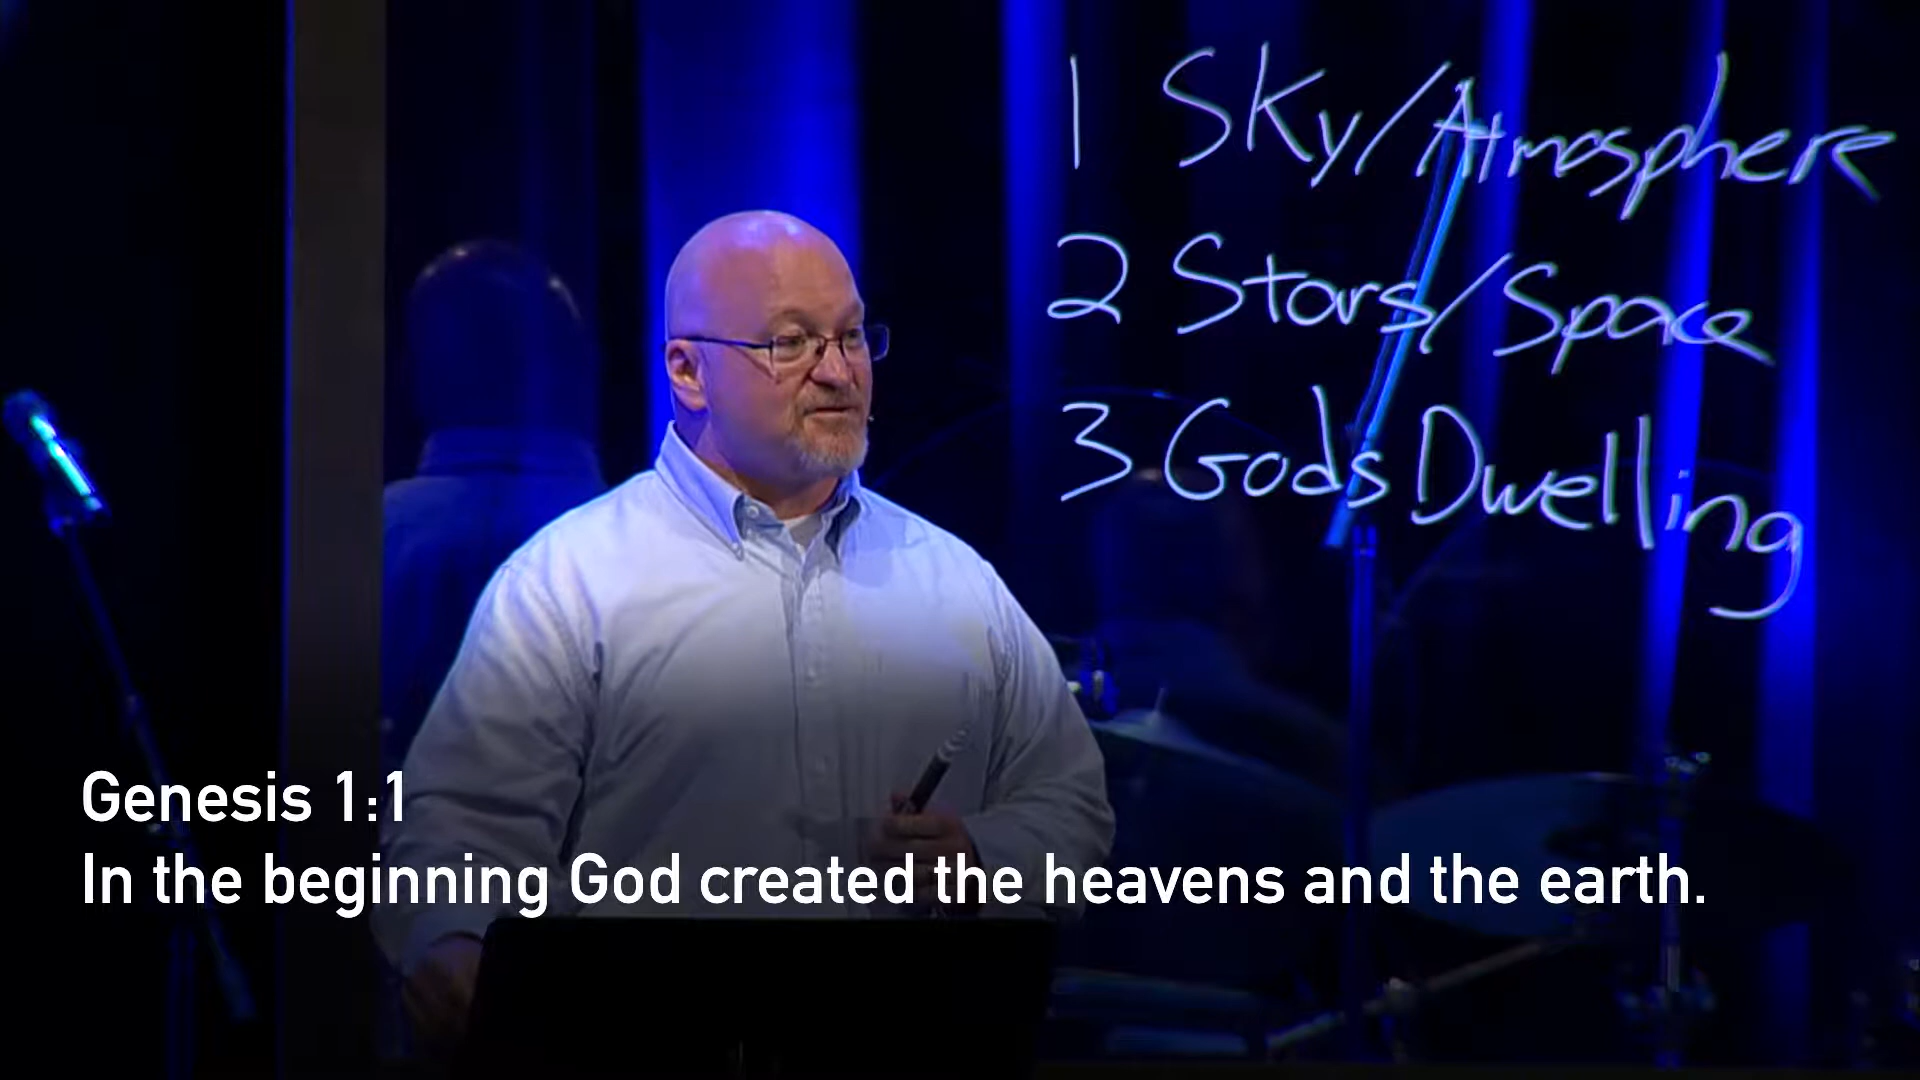 1 Sky/Atmosphere
2 Stars/Space
3 Gods Dwelling
Genesis 1:1
In the beginning God created the heavens and the earth.